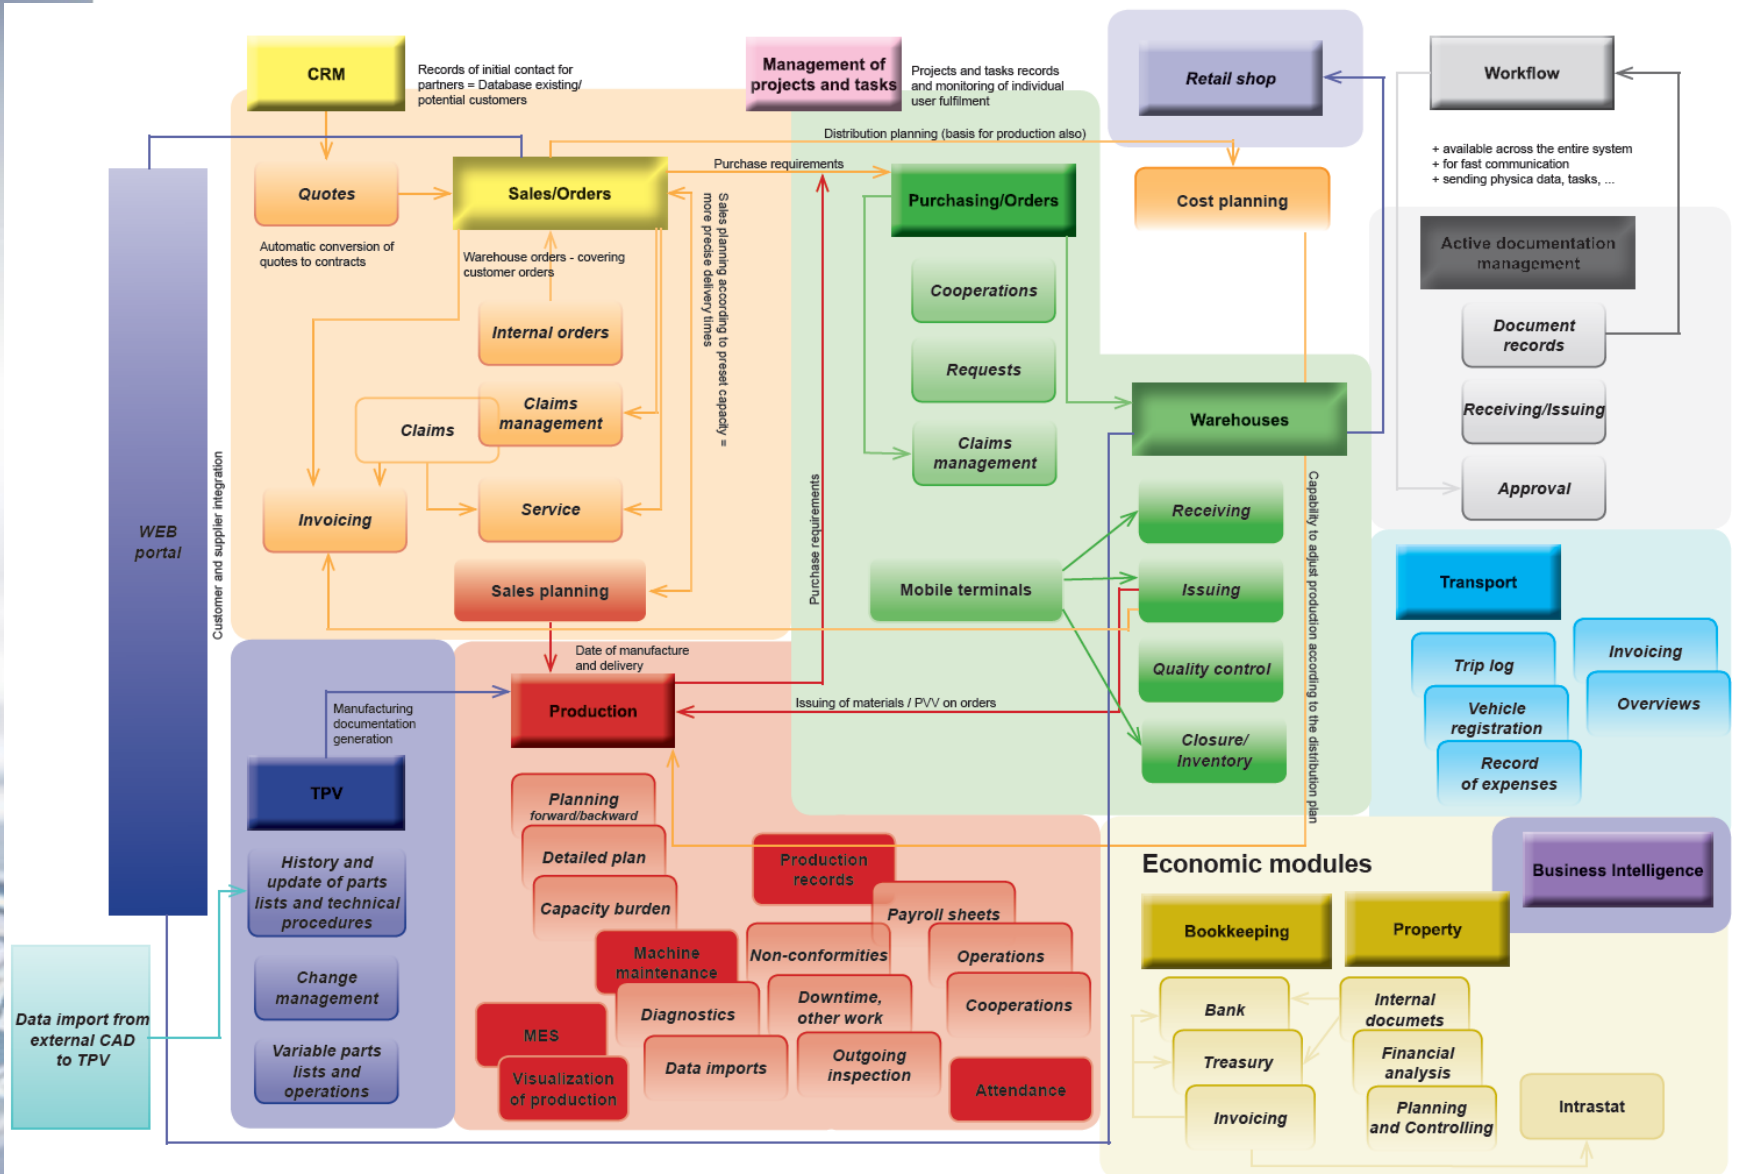 CRM
Records of initial contact for
partners = Database existing/
potential customers
Management of
projects and tasks
Projects and tasks records
and monitoring of individual
user fulfilment
Retail shop
Workflow
+ available across the entire system
+ for fast communication
+ sending physica data, tasks, ...
Distribution planning (basis for production also)
Purchase requirements
Quotes
Sales/Orders
Purchasing/Orders
Cost planning
Automatic conversion of
quotes to contracts
Warehouse orders - covering
customer orders
Sales planning according to preset capacity =
more precise delivery times
Active documentation
management
Internal orders
Cooperations
Document
records
Requests
Claims
management
Claims
Claims
management
Warehouses
Receiving/Issuing
Approval
Invoicing
Service
Receiving
WEB
portal
Customer and supplier integration
Purchase requirements
Capability to adjust production according to the distribution plan
Sales planning
Mobile terminals
Issuing
Transport
Date of manufacture
and delivery
Quality control
Trip log
Invoicing
Manufacturing
documentation
generation
Production
Issuing of materials / PVV on orders
Vehicle
registration
Overviews
Closure/
Inventory
Record
of expenses
TPV
Planning
forward/backward
Detailed plan
Capacity burden
Production
records
Payroll sheets
Economic modules
Business Intelligence
History and
update of parts
lists and technical
procedures
Machine
maintenance
Non-conformities
Operations
Bookkeeping
Property
Change
management
Diagnostics
Downtime,
other work
Cooperations
Bank
Internal
documets
Data import from
external CAD
to TPV
MES
Variable parts
lists and
operations
Data imports
Outgoing
inspection
Treasury
Financial
analysis
Visualization
of production
Attendance
Invoicing
Planning
and Controlling
Intrastat